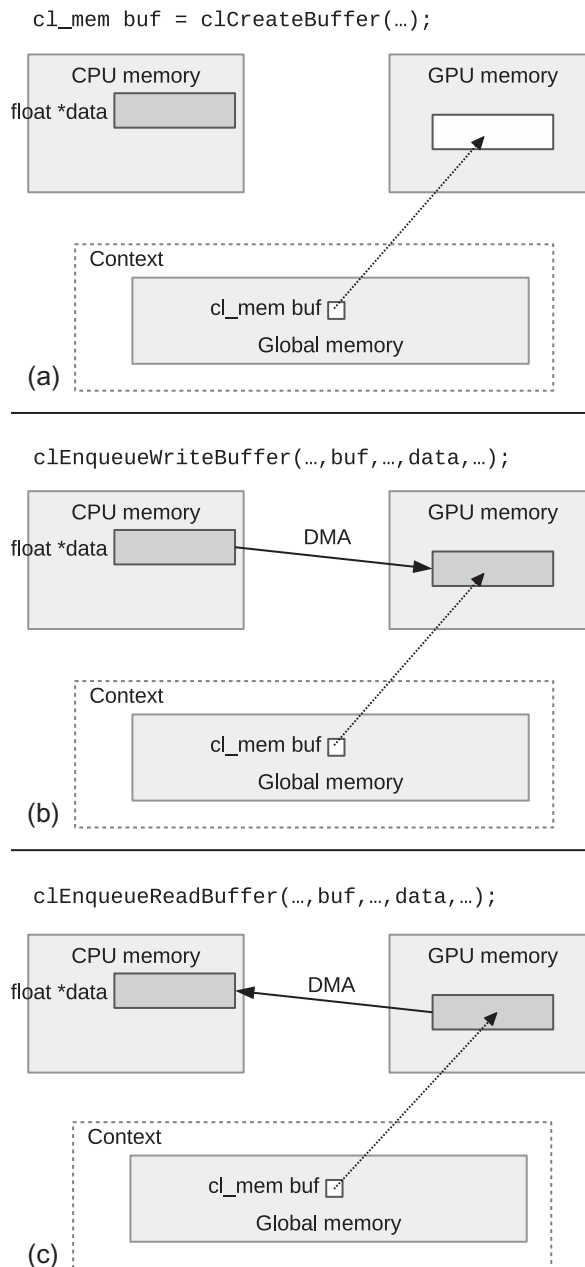 cl_mem buf = clCreateBuffer(…);
CPU memory
GPU memory
float *data
Context
cl_mem buf
Global memory
(a)
clEnqueueWriteBuffer(…,buf,…,data,…);
CPU memory
GPU memory
float *data
DMA
Context
cl_mem buf
Global memory
(b)
clEnqueueReadBuffer(…,buf,…,data,…);
CPU memory
GPU memory
float *data
DMA
Context
cl_mem buf
Global memory
(c)